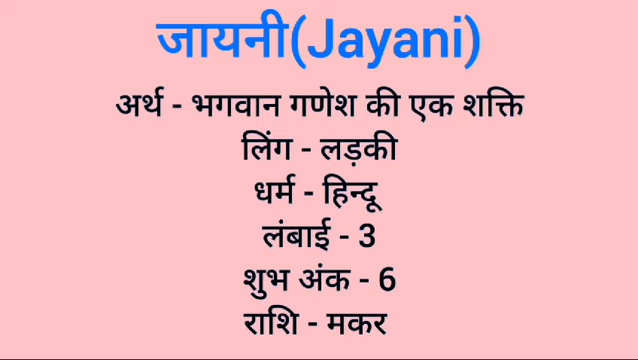 जायनी(Jayani)
अर्थ - भगवान गणेश की एक शक्ति
लिंग - लड़की
धर्म - हिन्दू
लंबाई - 3
शुभ अंक - 6
राशि - मकर